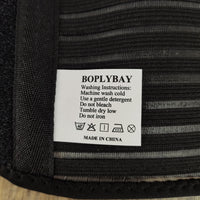 BOPLYBAY
Washing Instructions:
Machine wash cold
Use a gentle detergent
Do not bleach
Tumble dry low
Do not iron
MADE IN CHINA